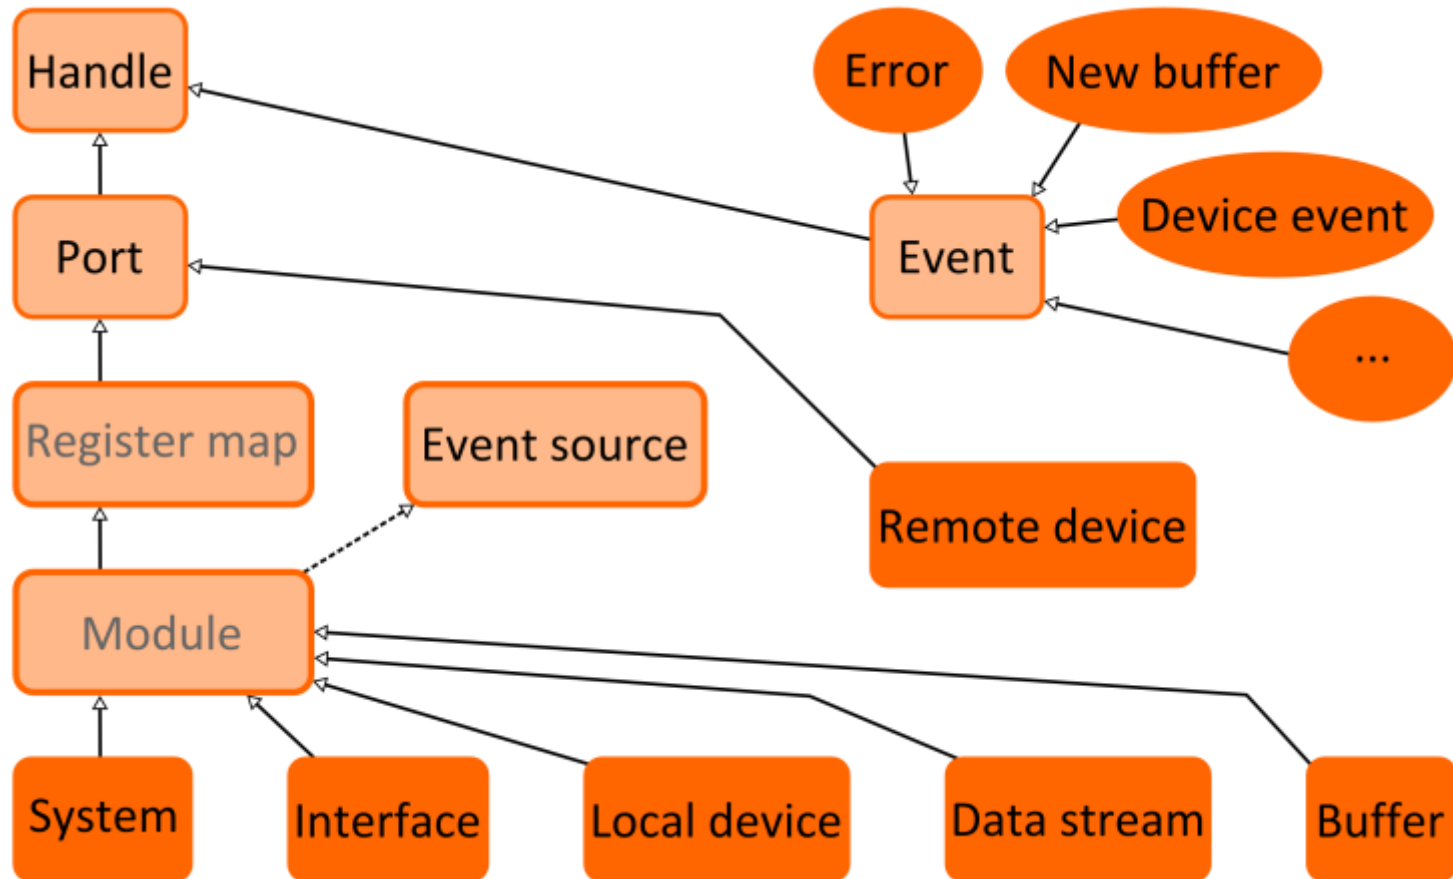 Handle
Error
New buffer
Device event
Port
Event
...
Register map
Event source
Remote device
Module
System
Interface
Local device
Data stream
Buffer